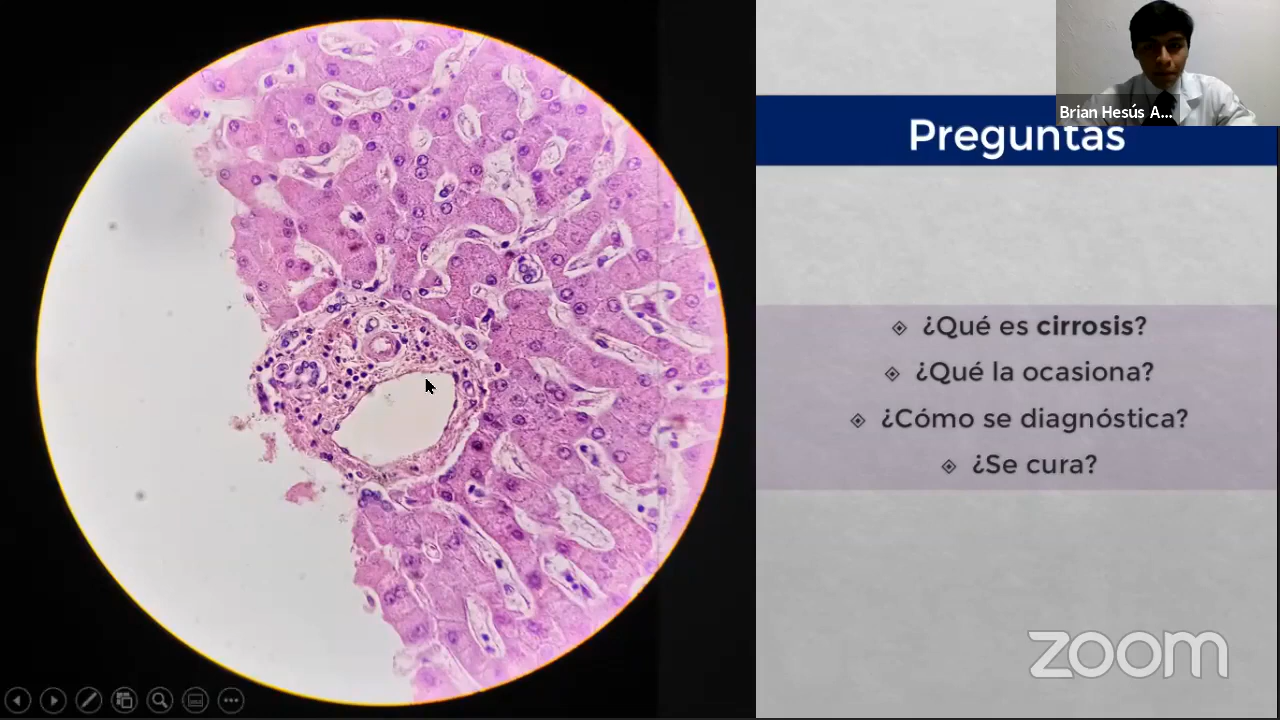 Brian Hesús A...
Preguntas
¿Qué es cirrosis?
¿Qué la ocasiona?
¿Cómo se diagnóstica?
¿Se cura?
zoom